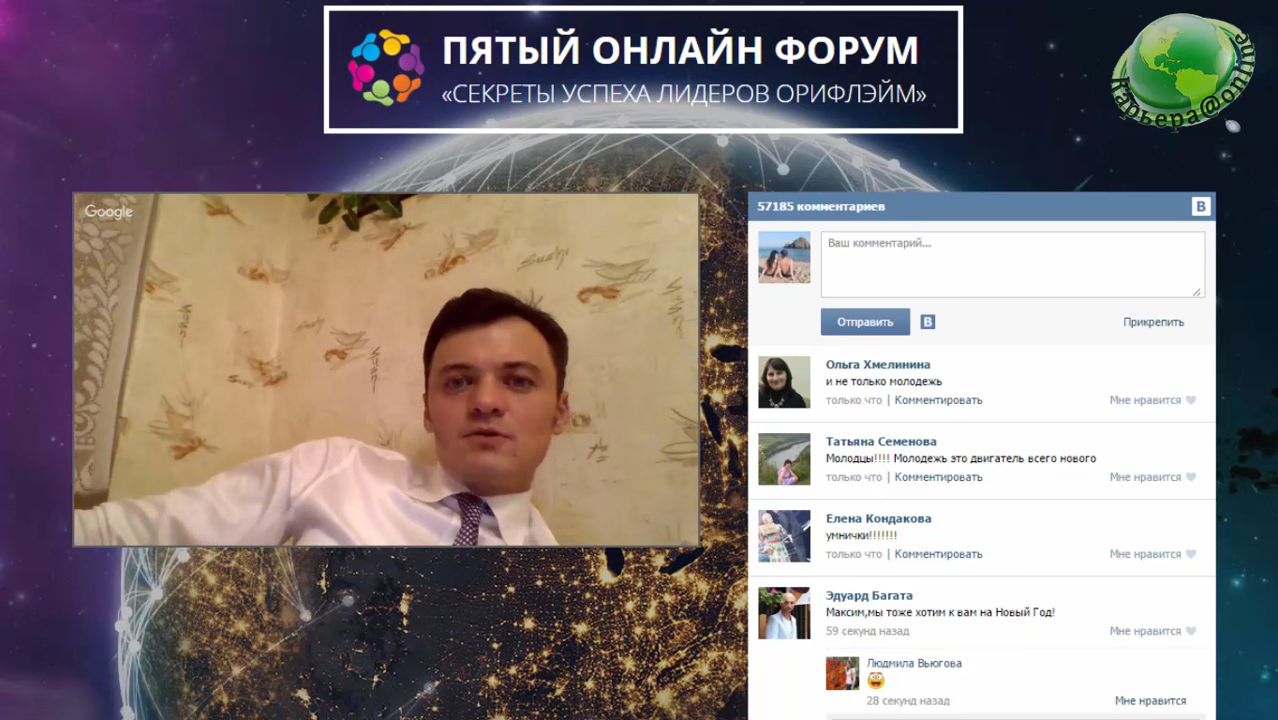 ПЯТЫЙ ОНЛАЙН ФОРУМ
«СЕКРЕТЫ УСПЕХА ЛИДЕРОВ ОРИФЛЭЙМ»
Карьера@online
Google
Sushi
57185 комментариев
В
Ваш комментарий...
Отправить
В
Прикрепить
Ольга Хмелинина
и не только молодежь
только что | Комментировать
Мне нравится
Татьяна Семенова
Молодцы!!!! Молодежь это двигатель всего нового
только что | Комментировать
Мне нравится
Елена Кондакова
умнички!!!!!!!
только что | Комментировать
Мне нравится
Эдуард Багата
Максим,мы тоже хотим к вам на Новый Год!
59 секунд назад
Мне нравится
Людмила Вьюгова
28 секунд назад
Мне нравится